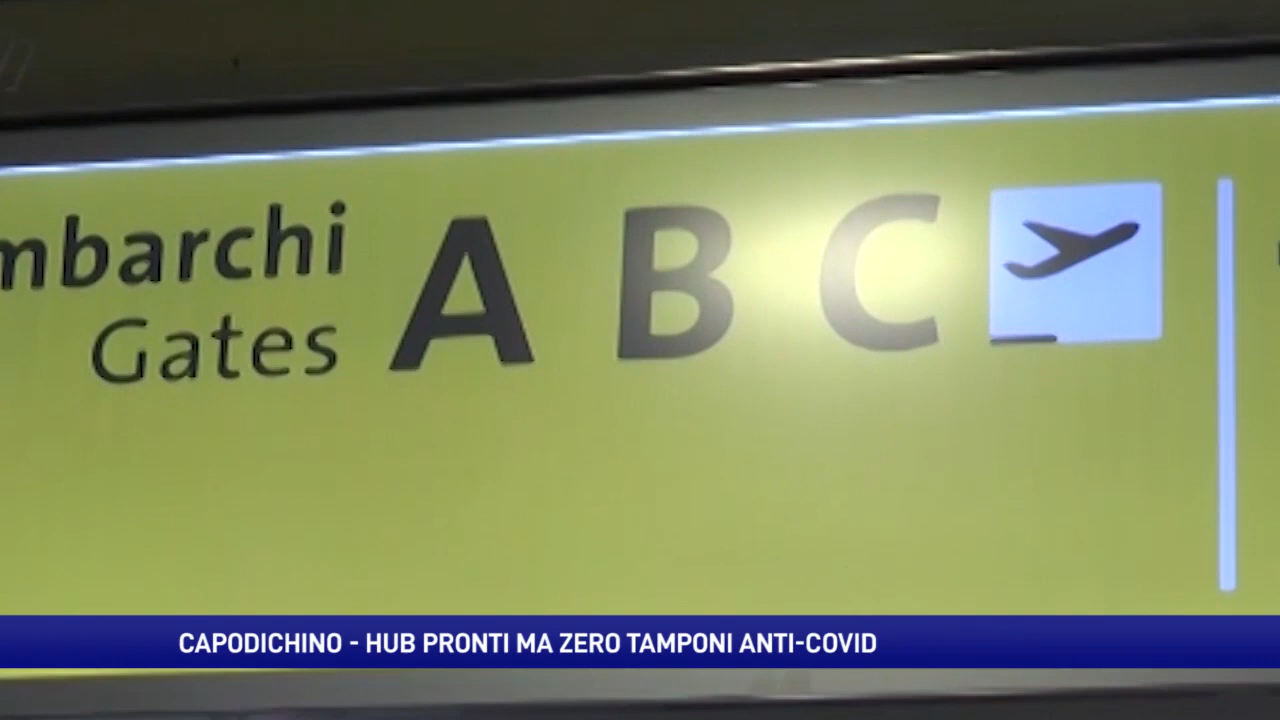 mbarchi A B C
Gates
CAPODICHINO - HUB PRONTI MA ZERO TAMPONI ANTI-COVID